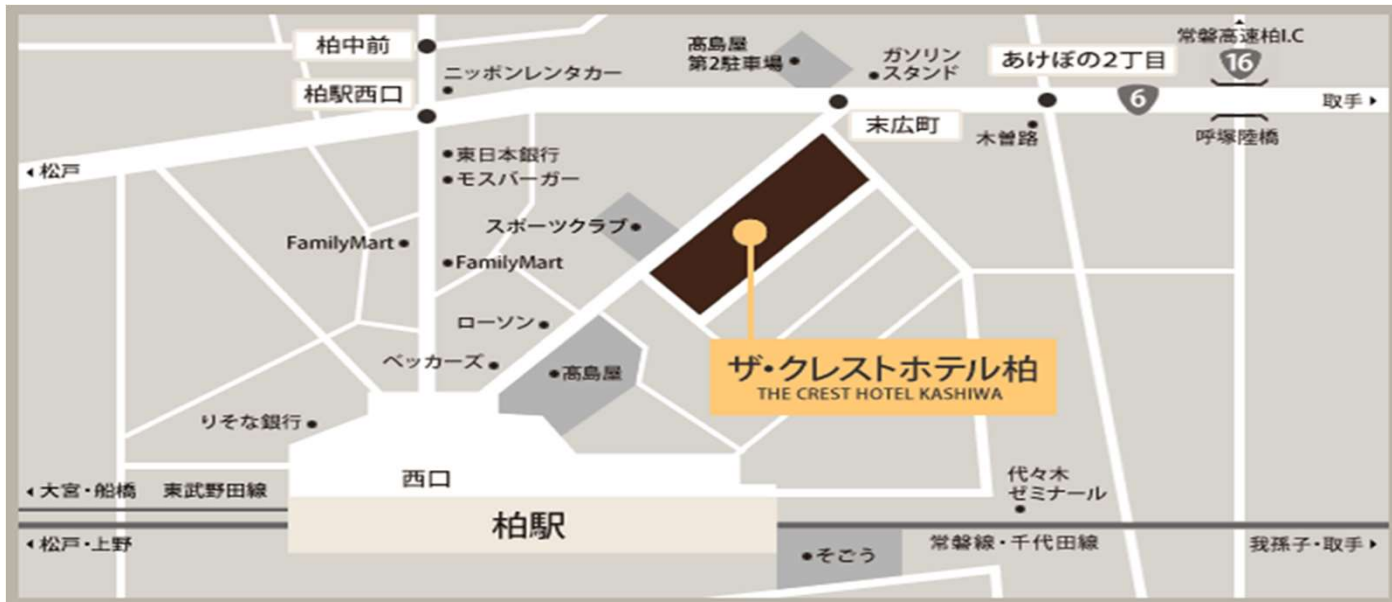 常磐高速柏I.C
16
柏中前
髙島屋
第2駐車場
ガソリン
スタンド
あけぼの2丁目
ニッポンレンタカー
柏駅西口
6
取手
末広町
木曽路
呼塚陸橋
松戸
東日本銀行
モスバーガー
スポーツクラブ
FamilyMart
FamilyMart
ローソン
ベッカーズ
髙島屋
ザ・クレストホテル柏
THE CREST HOTEL KASHIWA
りそな銀行
西口
代々木
ゼミナール
大宮・船橋 東武野田線
柏駅
松戸・上野
そごう
常磐線・千代田線
我孫子・取手